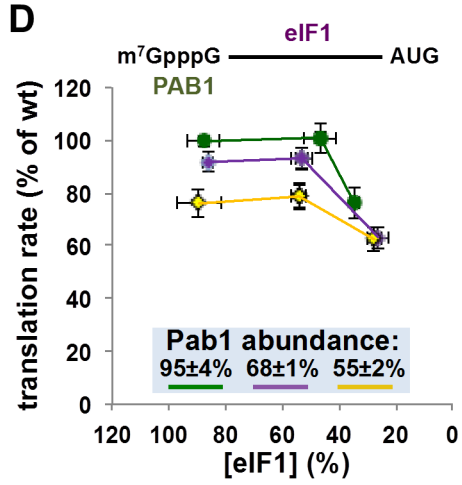 D
eIF1
m⁷GpppG AUG
PAB1
translation rate (% of wt)
120
100
80
60
40
20
0
Pab1 abundance:
95±4% 68±1% 55±2%
120 100 80 60 40 20 0
[eIF1] (%)